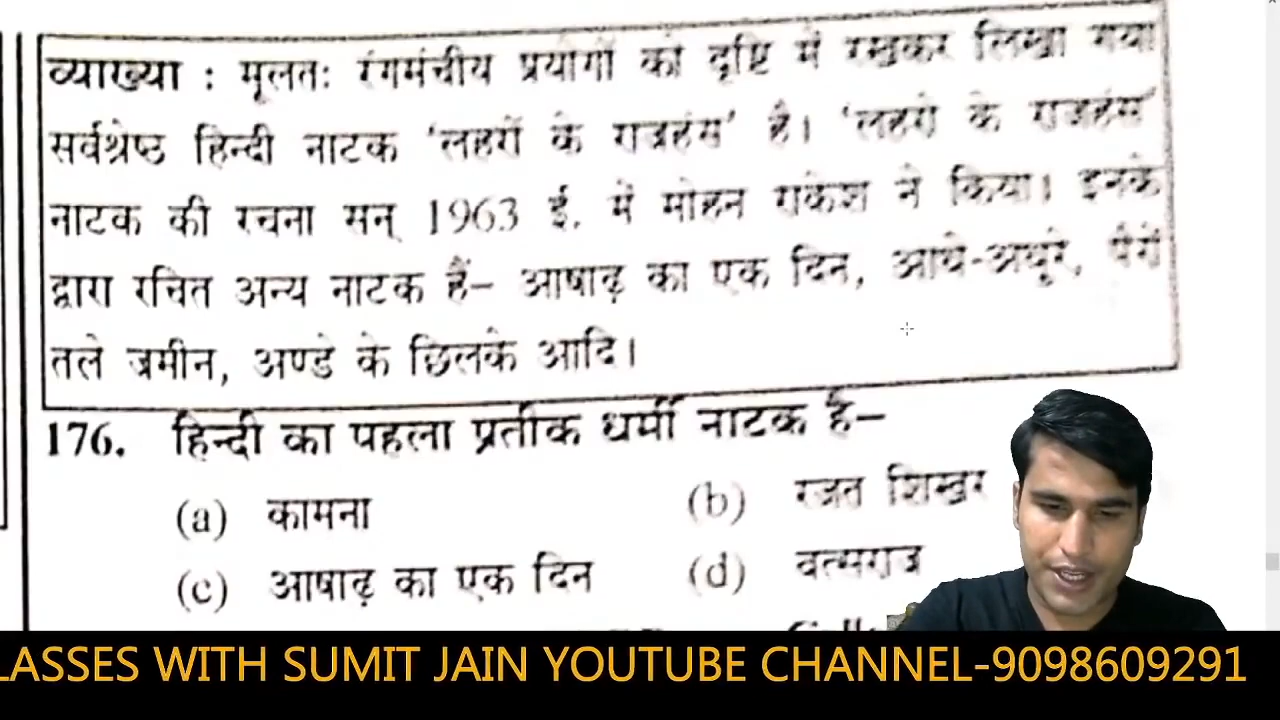 व्याख्या : मूलतः रंगमंचीय प्रयोगों को दृष्टि में रखकर लिखा गया
सर्वश्रेष्ठ हिन्दी नाटक ‘लहरों के राजहंस’ है। ‘लहरों के राजहंस’
नाटक की रचना सन् 1963 ई. में मोहन राकेश ने किया। इनके
द्वारा रचित अन्य नाटक हैं– आषाढ़ का एक दिन, आधे-अधूरे, पैरों
तले जमीन, अण्डे के छिलके आदि।
176. हिन्दी का पहला प्रतीक धर्मी नाटक है–
(a) कामना (b) रजत शिखर
(c) आषाढ़ का एक दिन (d) वत्सराज
LASSES WITH SUMIT JAIN YOUTUBE CHANNEL-9098609291